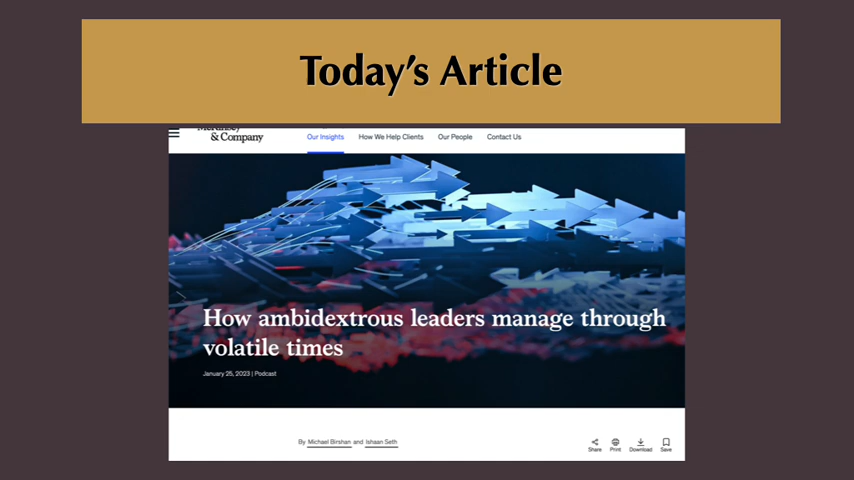 Today's Article
McKinsey
& Company
Our Insights How We Help Clients Our People Contact Us
How ambidextrous leaders manage through
volatile times
January 25, 2023 | Podcast
By Michael Birshan and Ishaan Seth
Share Print Download Save